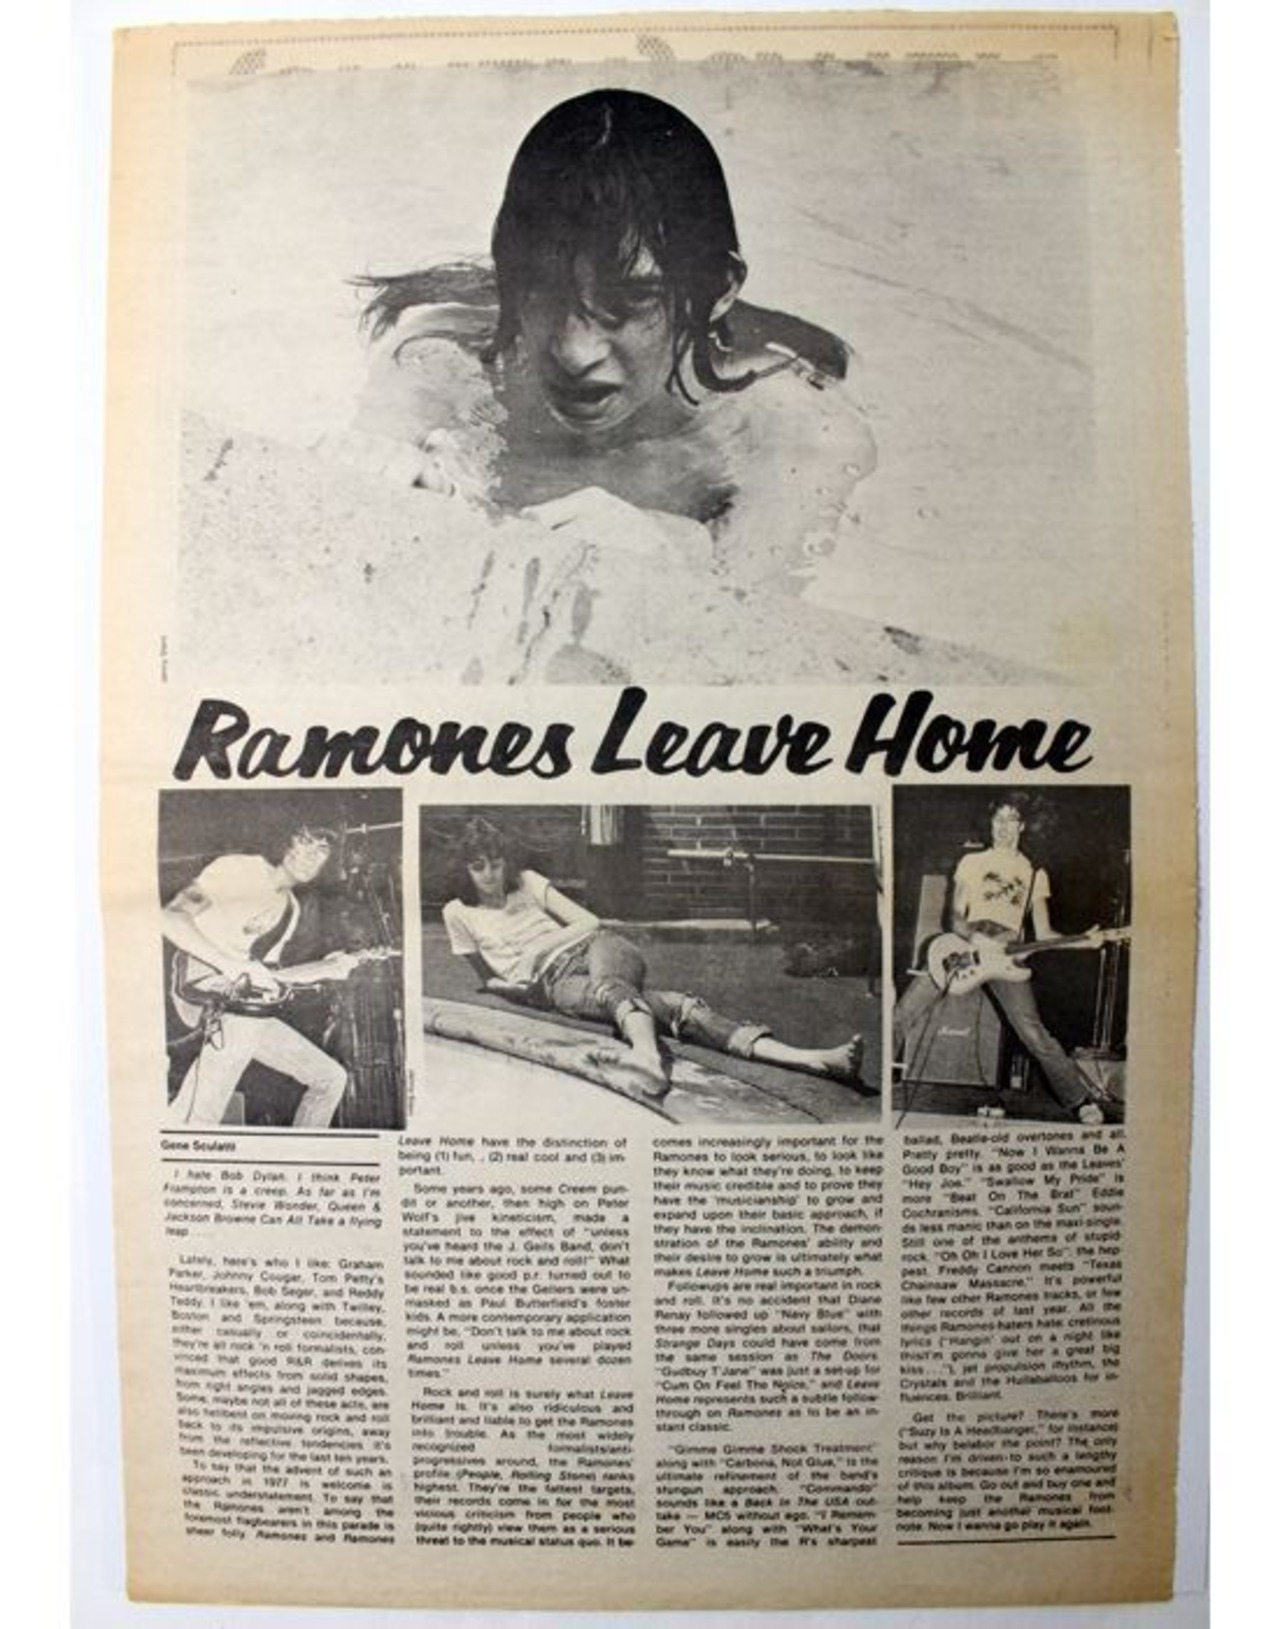 Ramones Leave Home
Gene Sculatti
I hate Bob Dylan. I think Peter
Frampton is a creep. As far as I'm
concerned, Stevie Wonder, Queen &
Jackson Browne Can All Take a flying
leap . . .
Lately, here's who I like: Graham
Parker, Johnny Cougar, Tom Petty's
Heartbreakers, Bob Seger, and Reddy
Teddy. I like 'em, along with Twilley,
Boston and Springsteen because,
either casually or coincidentally,
they're all rock 'n roll formalists, con-
vinced that good R&R derives its
maximum effects from solid shapes,
from right angles and jagged edges.
Some, maybe not all of these acts, are
also hellbent on moving rock and roll
back to its impulsive origins, away
from the reflective tendencies it's
been developing for the last ten years.
To say that the advent of such an
approach in 1977 is welcome is
classic understatement. To say that
the Ramones aren't among the
foremost flagbearers in this parade is
sheer folly. Ramones and Ramones
Leave Home have the distinction of
being (1) fun, . (2) real cool and (3) im-
portant.
Some years ago, some Creem pun-
dit or another, then high on Peter
Wolf's jive kineticism, made a
statement to the effect of "unless
you've heard the J. Geils Band, don't
talk to me about rock and roll!" What
sounded like good p.r. turned out to
be real b.s. once the Geilers were un-
masked as Paul Butterfield's foster
kids. A more contemporary application
might be, "Don't talk to me about rock
and roll unless you've played
Ramones Leave Home several dozen
times."
Rock and roll is surely what Leave
Home is. It's also ridiculous and
brilliant and liable to get the Ramones
into trouble. As the most widely
recognized formalists/anti-
progressives around, the Ramones'
profile (People, Rolling Stone) ranks
highest. They're the fattest targets,
their records come in for the most
vicious criticism from people who
(quite rightly) view them as a serious
threat to the musical status quo. It be-
comes increasingly important for the
Ramones to look serious, to look like
they know what they're doing, to keep
their music credible and to prove they
have the 'musicianship' to grow and
expand upon their basic approach, if
they have the inclination. The demon-
stration of the Ramones' ability and
their desire to grow is ultimately what
makes Leave Home such a triumph.
Followups are real important in rock
and roll. It's no accident that Diane
Renay followed up "Navy Blue" with
three more singles about sailors, that
Strange Days could have come from
the same session as The Doors.
"Gudbuy T'Jane" was just a set-up for
"Cum On Feel The Noize," and Leave
Home represents such a subtle follow-
through on Ramones as to be an in-
stant classic.
"Gimme Gimme Shock Treatment"
along with "Carbona, Not Glue," is the
ultimate refinement of the band's
stungun approach. "Commando"
sounds like a Back In The USA out-
take — MC5 without ego. "I Remem-
ber You" along with "What's Your
Game" is easily the R's sharpest
ballad, Beatle-old overtones and all.
Pretty pretty. "Now I Wanna Be A
Good Boy" is as good as the Leaves'
"Hey Joe." "Swallow My Pride" is
more "Beat On The Brat" Eddie
Cochranisms. "California Sun" soun-
ds less manic than on the maxi-single.
Still one of the anthems of stupid-
rock. "Oh Oh I Love Her So": the hep-
pest. Freddy Cannon meets "Texas
Chainsaw Massacre." It's powerful
like few other Ramones tracks, or few
other records of last year. All the
things Ramones-haters hate: cretinous
lyrics ("Hangin' out on a night like
this/I'm gonna give her a great big
kiss . . ."), jet propulsion rhythm, the
Crystals and the Hullaballoos for in-
fluences. Brilliant.
Get the picture? There's more
("Suzy Is A Headbanger," for instance)
but why belabor the point? The only
reason I'm driven to such a lengthy
critique is because I'm so enamoured
of this album. Go out and buy one and
help keep the Ramones from
becoming just another musical foot-
note. Now I wanna go play it again.
Marshall